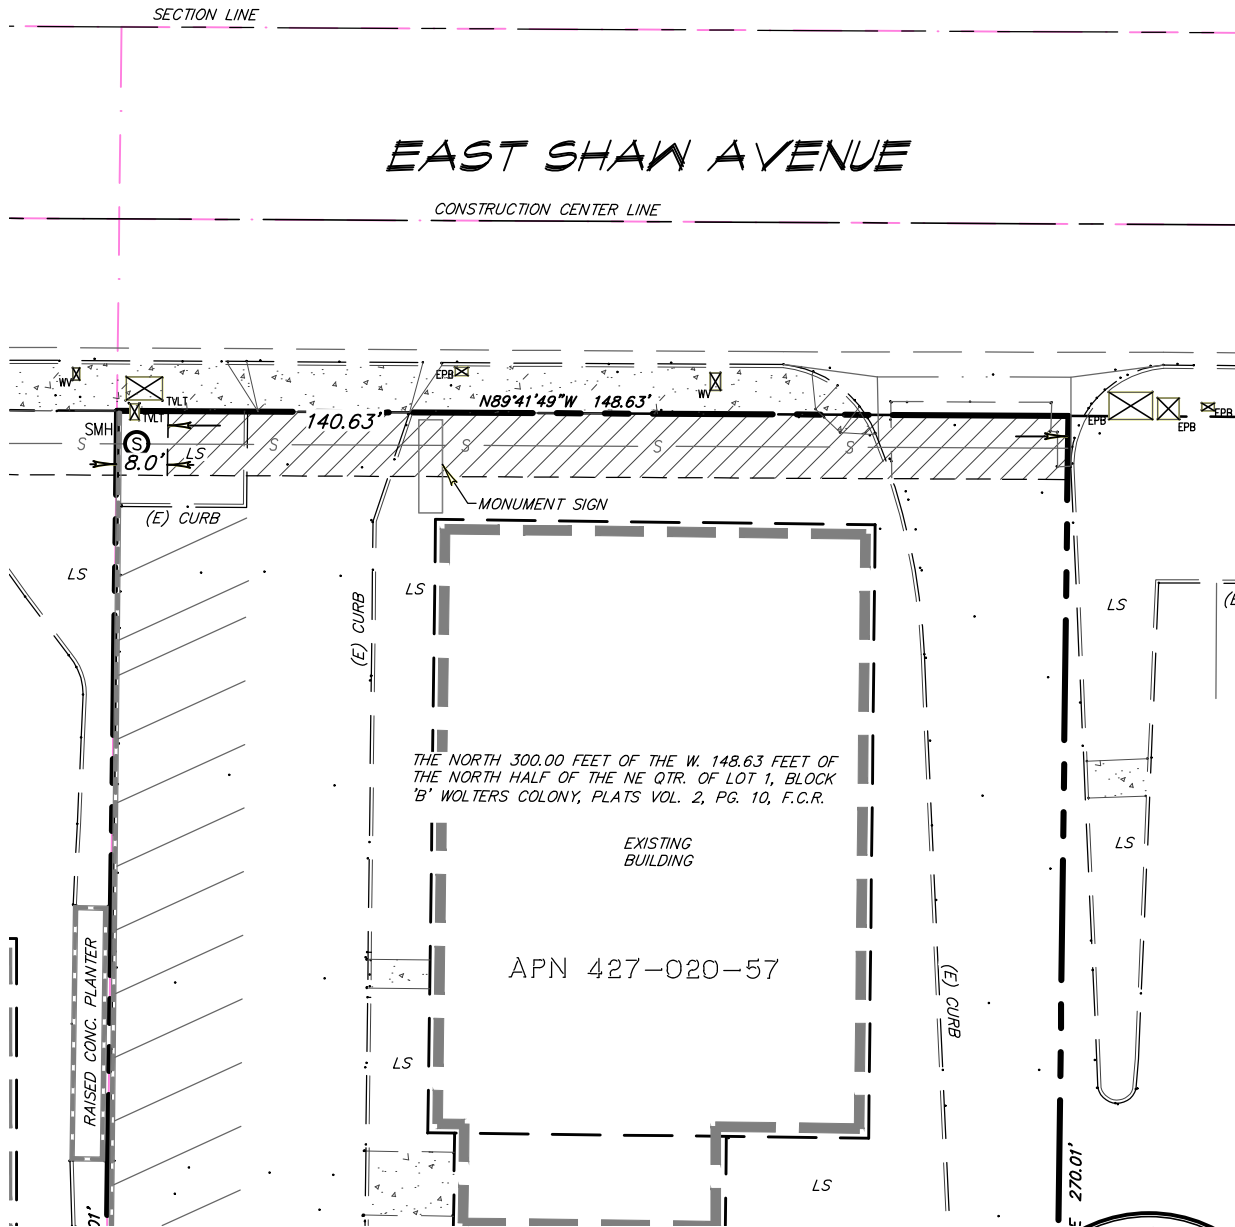 SECTION LINE
EAST SHAW AVENUE
CONSTRUCTION CENTER LINE
WV
TVLT
TVLT
EPB
N89°41'49"W 148.63'
WV
EPB
EPB
EPB
140.63'
SMH
S
S
S
S
S
S
8.0'
LS
MONUMENT SIGN
(E) CURB
LS
LS
(E) CURB
LS
THE NORTH 300.00 FEET OF THE W. 148.63 FEET OF
THE NORTH HALF OF THE NE QTR. OF LOT 1, BLOCK
'B' WOLTERS COLONY, PLATS VOL. 2, PG. 10, F.C.R.
EXISTING
BUILDING
LS
APN 427-020-57
RAISED CONC. PLANTER
(E) CURB
LS
LS
270.01'
01'